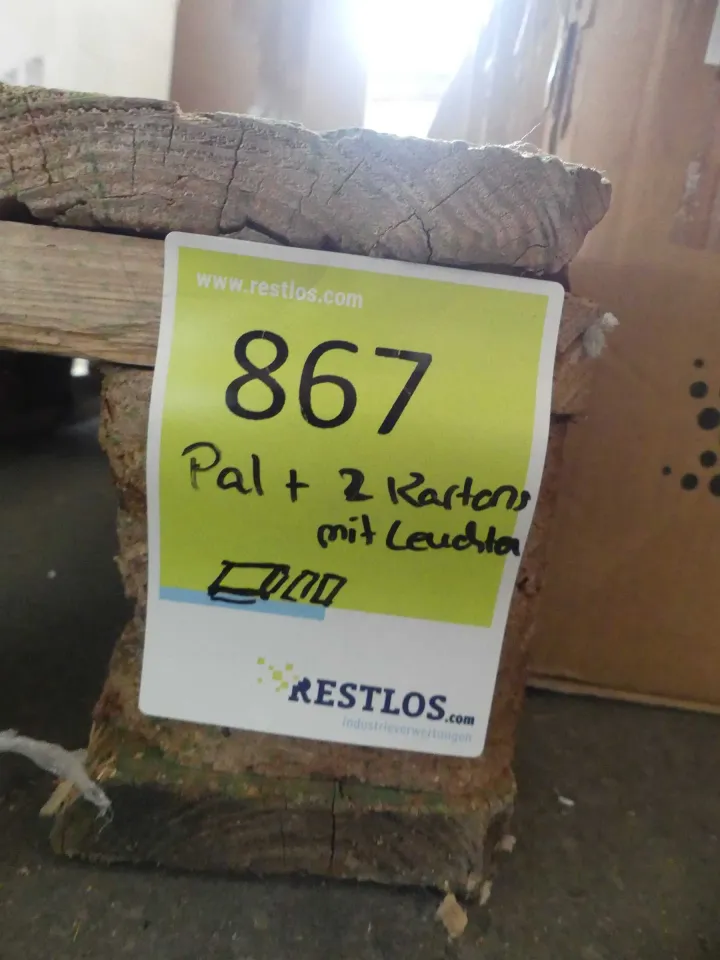 www.restlos.com
867
Pal + 2 Kartons
mit Leuchten
RESTLOS.com
industrieverwertungen